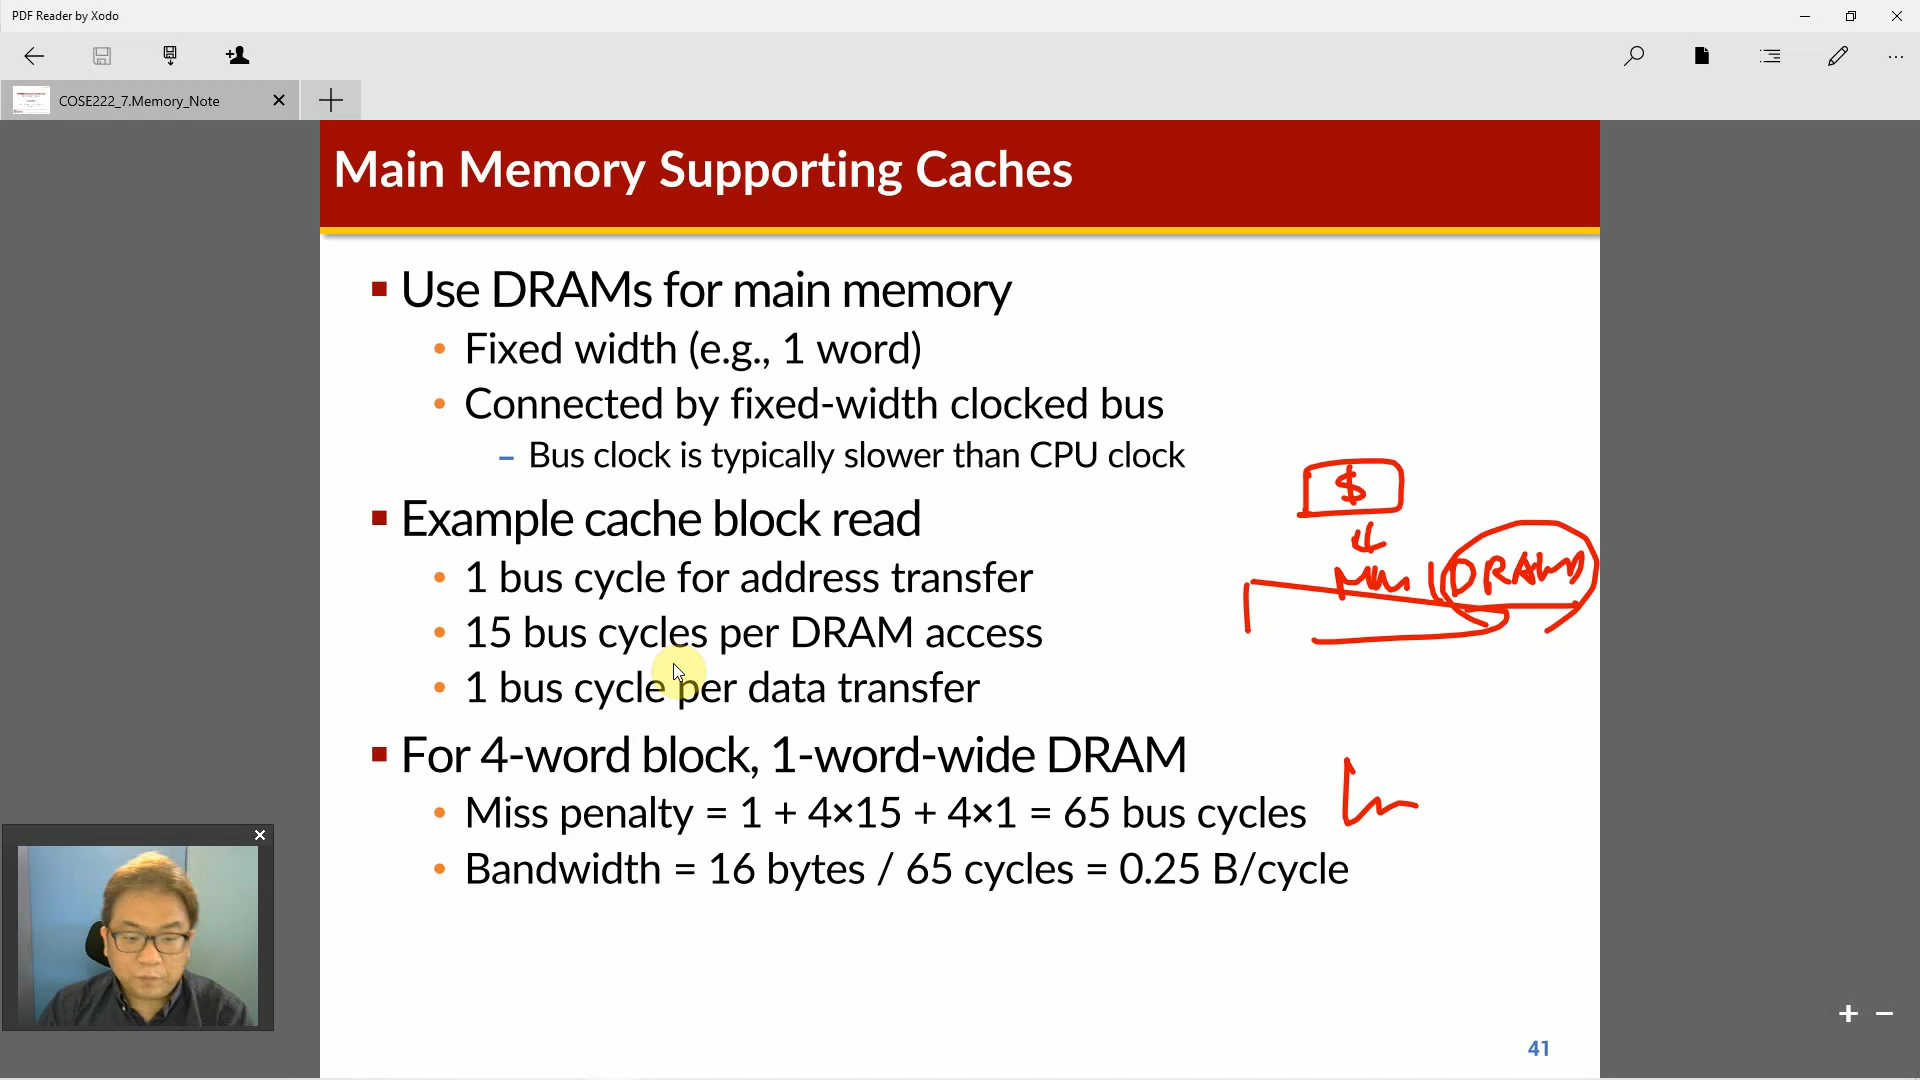 PDF Reader by Xodo
COSE222_7.Memory_Note
Main Memory Supporting Caches
Use DRAMs for main memory
Fixed width (e.g., 1 word)
Connected by fixed-width clocked bus
– Bus clock is typically slower than CPU clock
$
Example cache block read
DRAM
1 bus cycle for address transfer
15 bus cycles per DRAM access
1 bus cycle per data transfer
For 4-word block, 1-word-wide DRAM
Miss penalty = 1 + 4×15 + 4×1 = 65 bus cycles
Bandwidth = 16 bytes / 65 cycles = 0.25 B/cycle
41